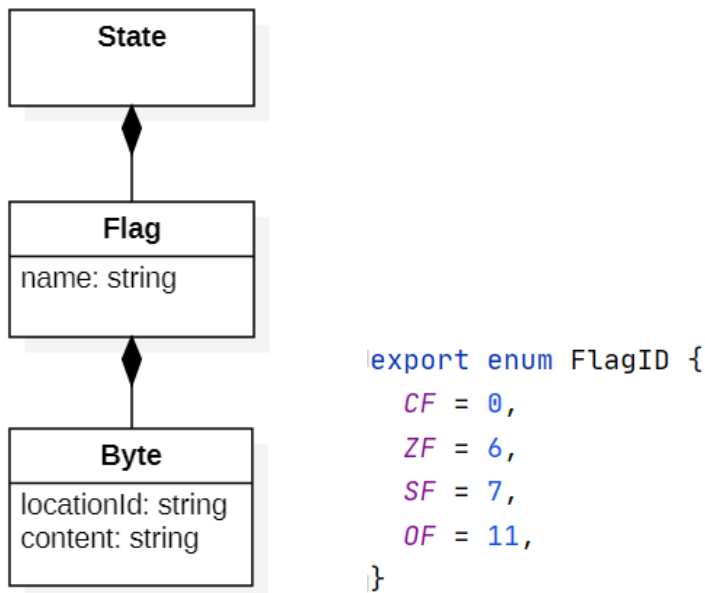 State
Flag
name: string
Byte
locationId: string
content: string
export enum FlagID {
CF = 0,
ZF = 6,
SF = 7,
OF = 11,
}